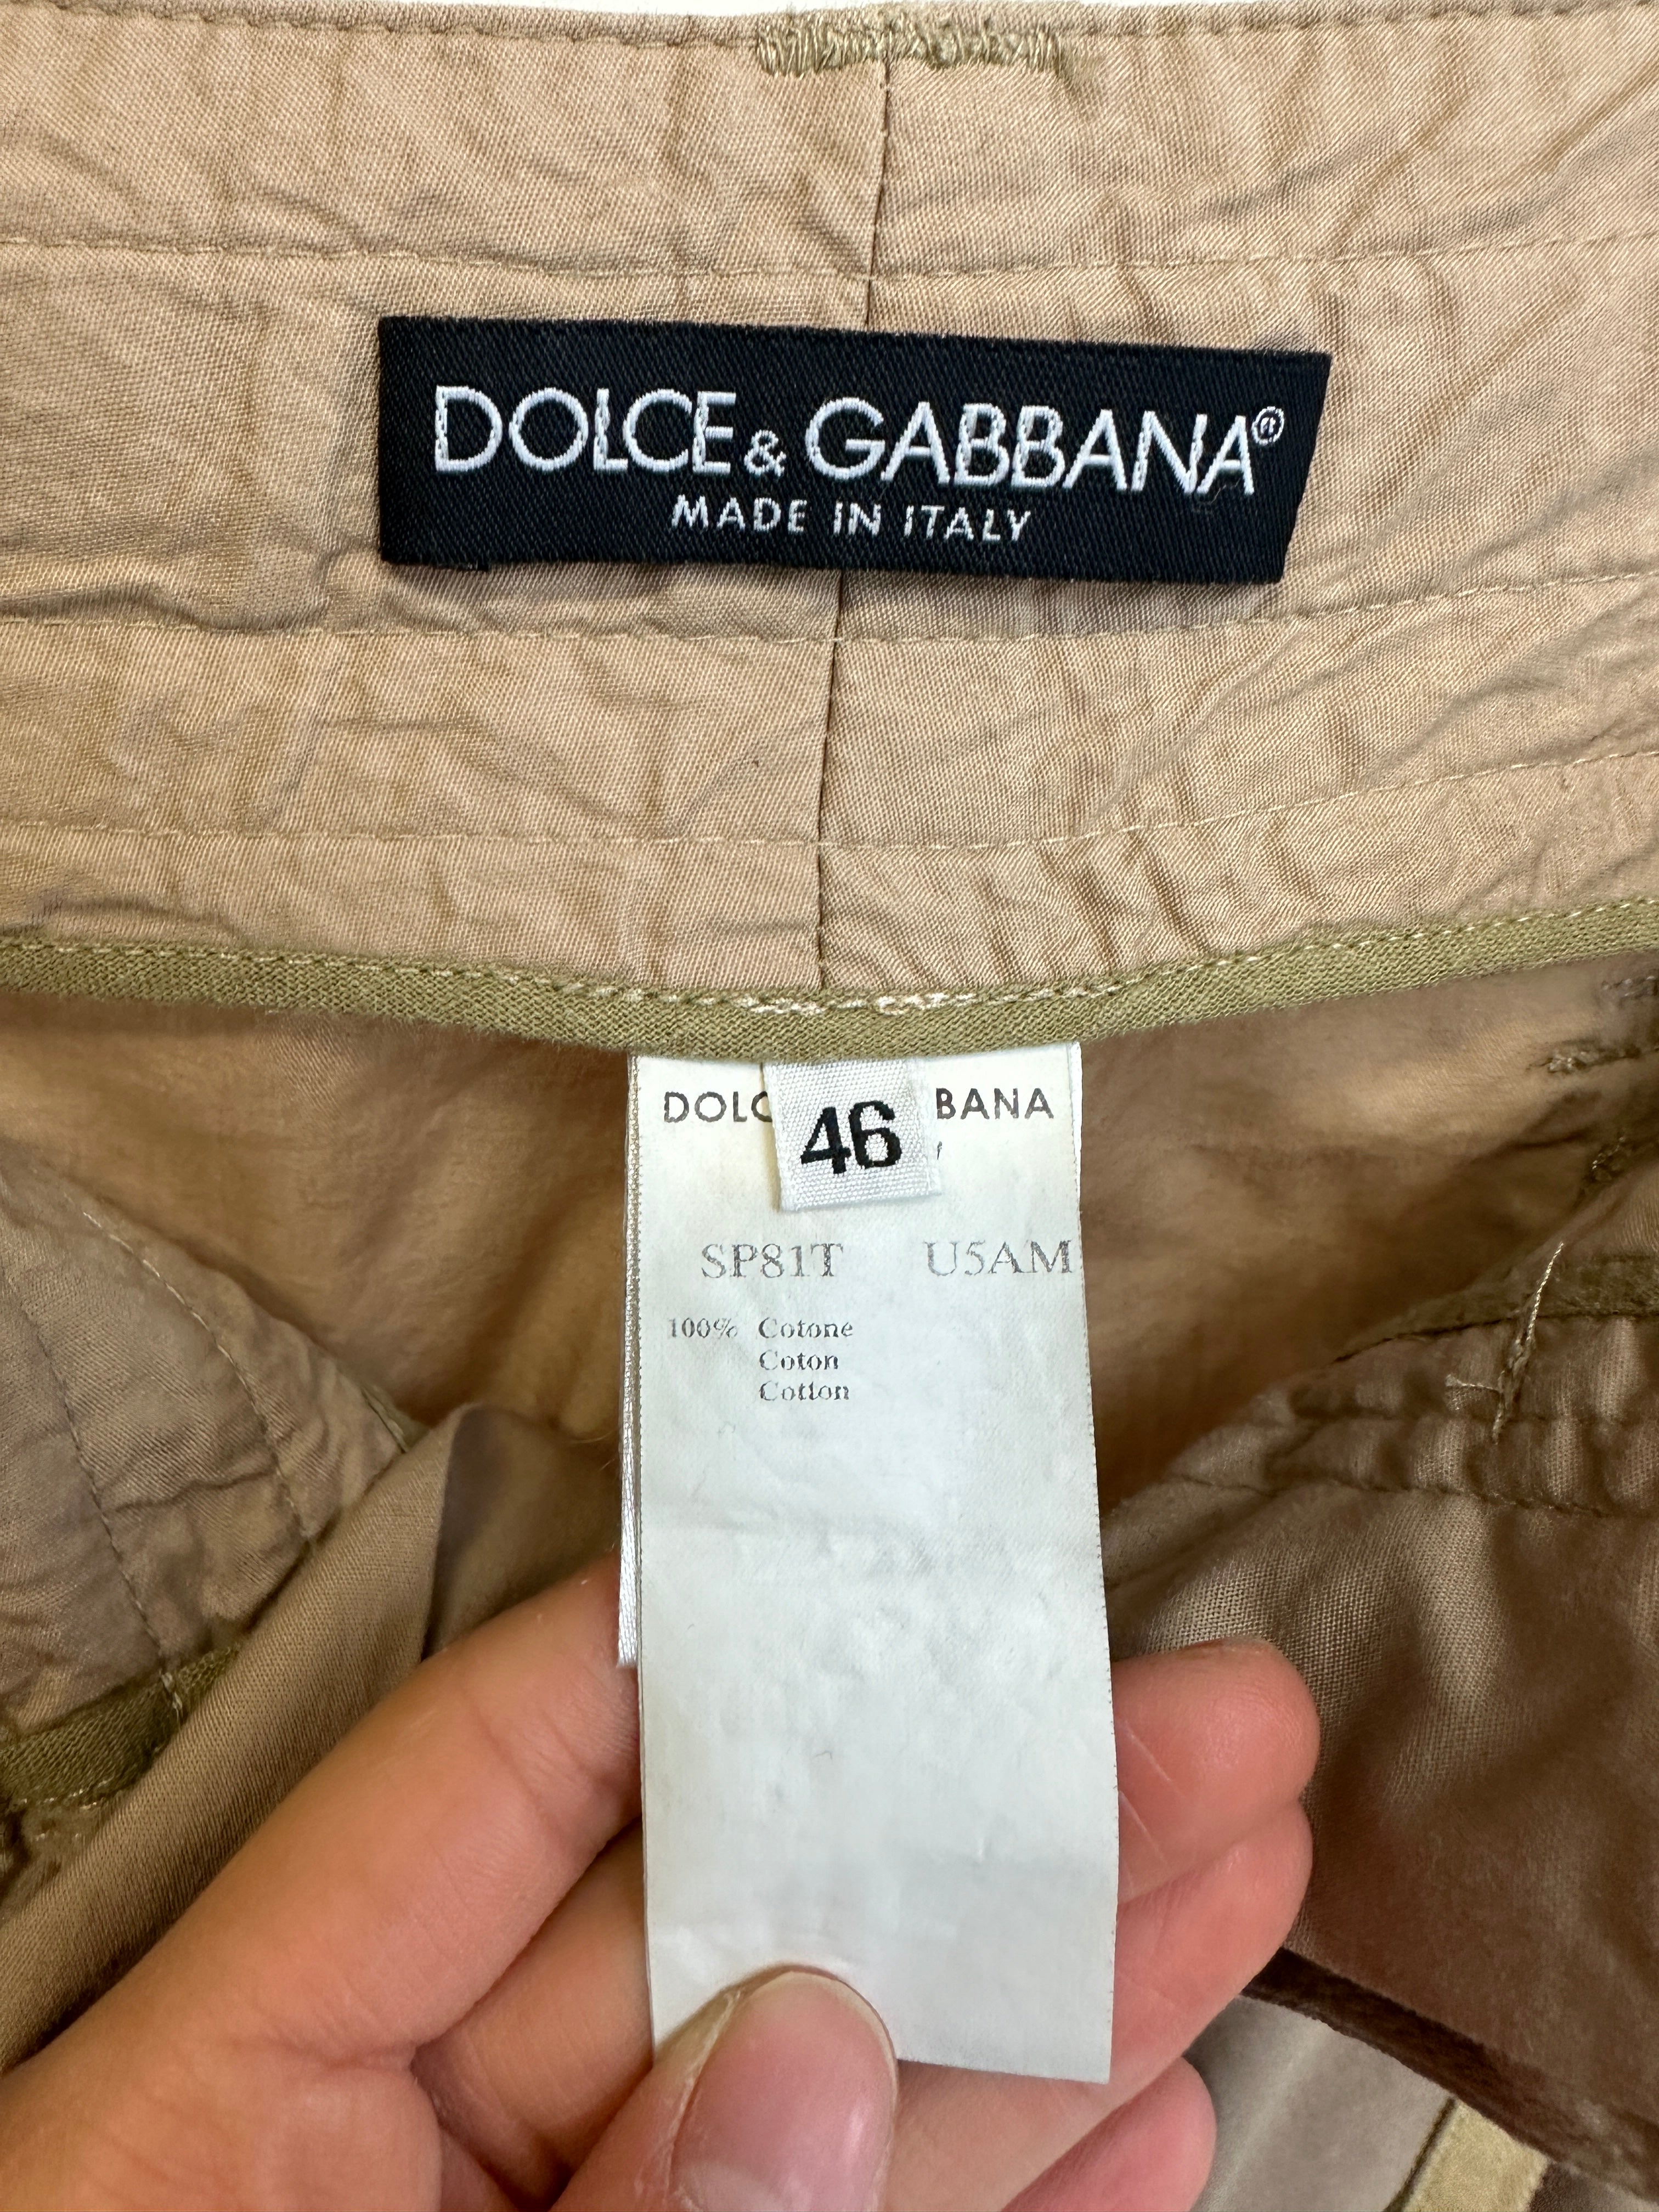 DOLCE & GABBANA®
MADE IN ITALY
DOLC BANA
46
SP81T U5AM
100% Cotone
Coton
Cotton